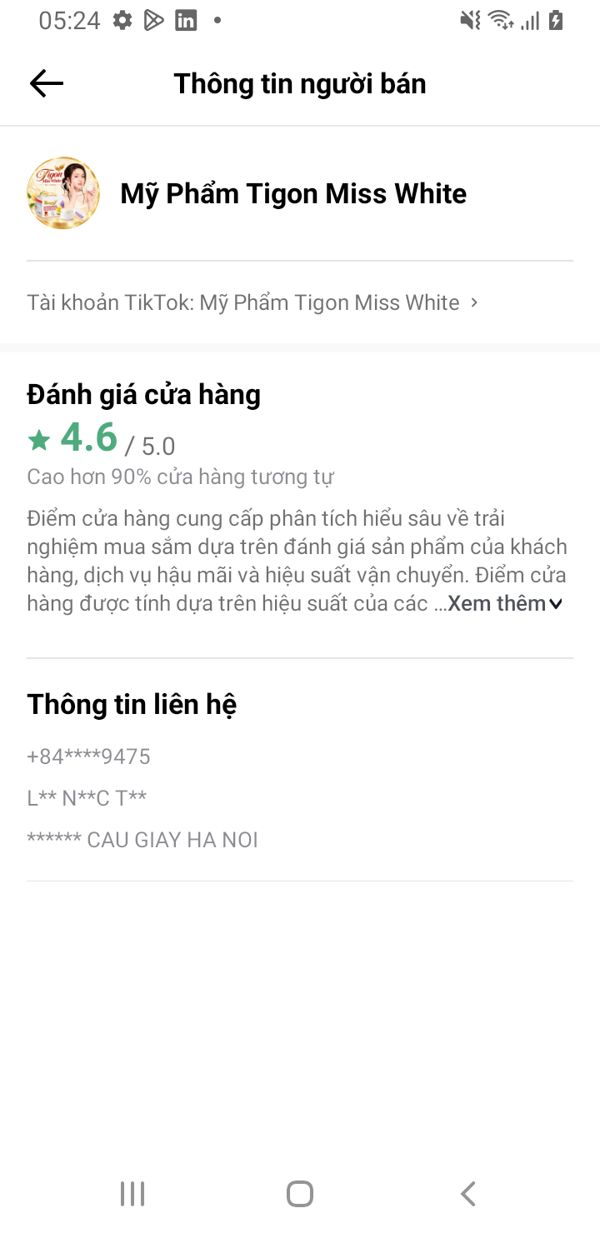 05:24
Thông tin người bán
Tigon
Mỹ Phẩm Tigon Miss White
Tài khoản TikTok: Mỹ Phẩm Tigon Miss White >
Đánh giá cửa hàng
★ 4.6 / 5.0
Cao hơn 90% cửa hàng tương tự
Điểm cửa hàng cung cấp phân tích hiểu sâu về trải
nghiệm mua sắm dựa trên đánh giá sản phẩm của khách
hàng, dịch vụ hậu mãi và hiệu suất vận chuyển. Điểm cửa
hàng được tính dựa trên hiệu suất của các ...Xem thêm
Thông tin liên hệ
+84****9475
L** N**C T**
****** CAU GIAY HA NOI